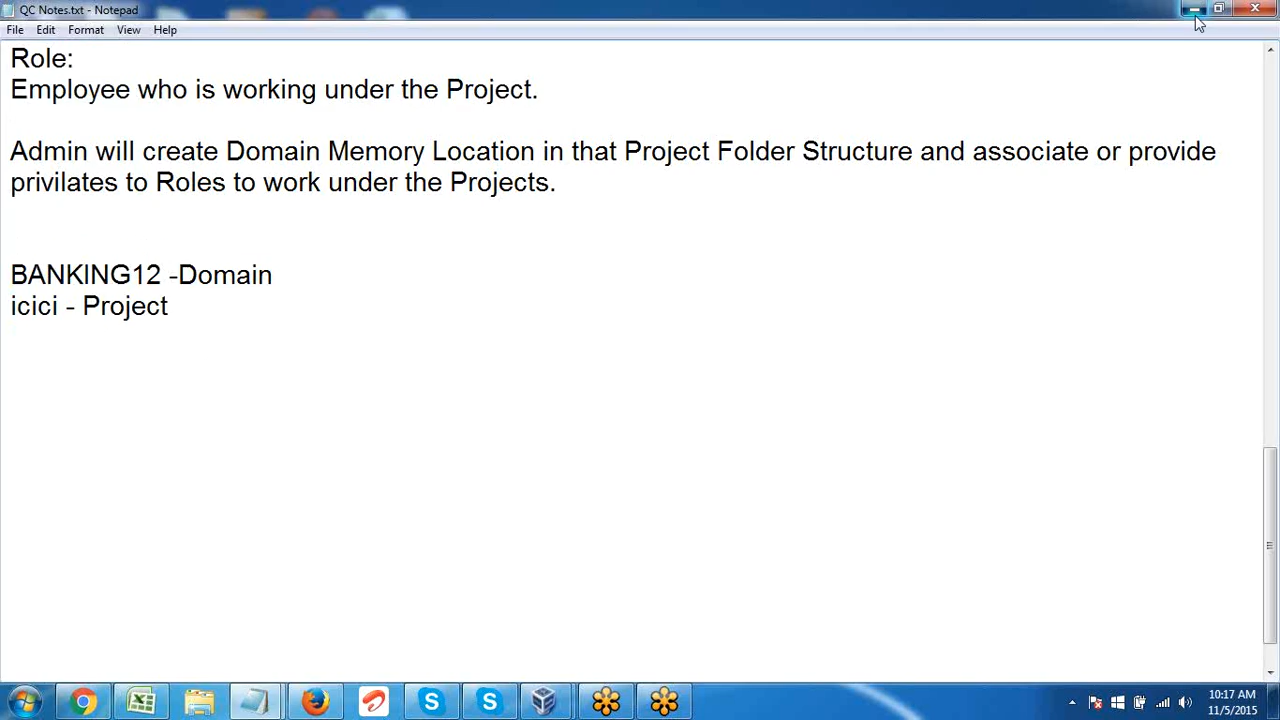 QC Notes.txt - Notepad
File Edit Format View Help
Role:
Employee who is working under the Project.
Admin will create Domain Memory Location in that Project Folder Structure and associate or provide
privilates to Roles to work under the Projects.
BANKING12 -Domain
icici - Project
10:17 AM
11/5/2015